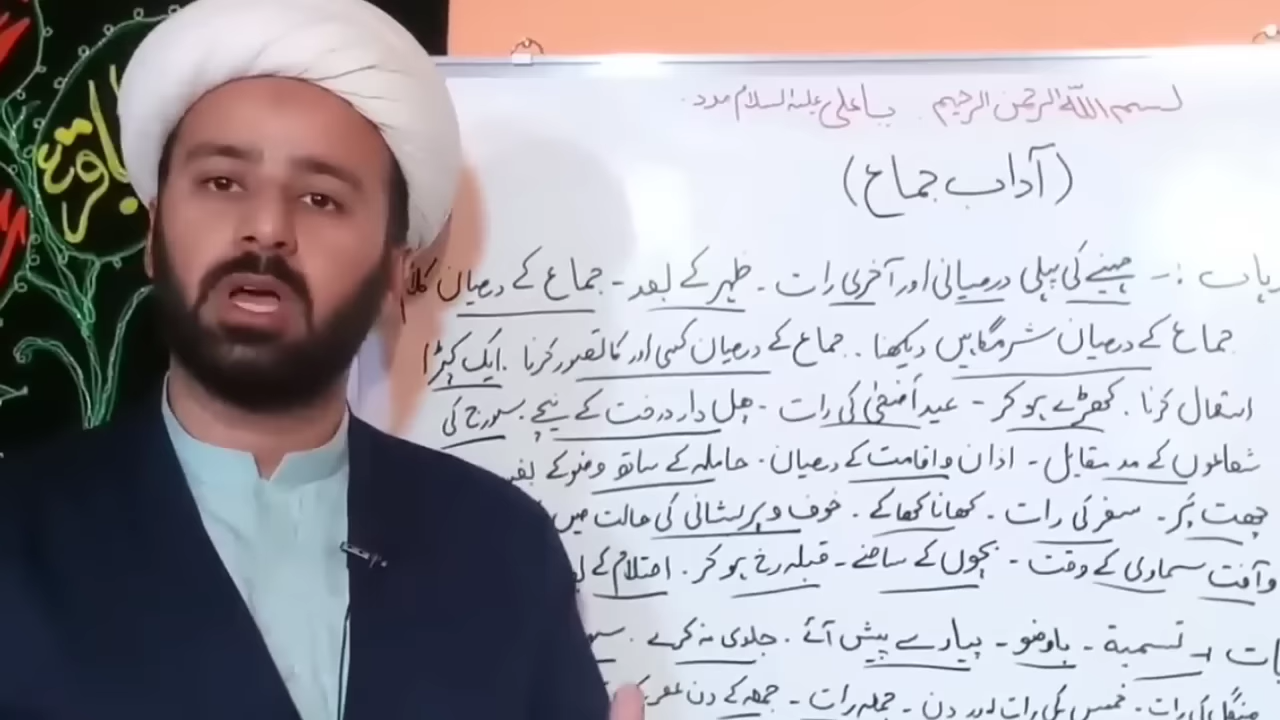 بسم اللہ الرحمن الرحیم یا علی علیہ السلام مدد
(آداب جماع)
مہینے کی پہلی درمیانی اور آخری رات - ظہر کے بعد - جماع کے درمیان کلام
جماع کے درمیان شرمگاہیں دیکھنا - جماع کے درمیان کسی اور کا تصور کرنا - ایک کپڑا
استعمال کرنا - کھڑے ہو کر - عید اضحٰی کی رات - پھل دار درخت کے نیچے - سورج کی
شعاعوں کے مد مقابل - اذان و اقامت کے درمیان - حاملہ کے ساتھ وضو کے بغیر
چھت پر - سفر کی رات - کھانا کھا کے - خوف و پریشانی کی حالت میں
و آفت سماوی کے وقت - بچوں کے سامنے - قبلہ رخ ہو کر - احتلام کے
تسمیة - باوضو - پیار سے پیش آئے - جلدی نہ کرے
منگل کی رات - خمیس کی رات اور دن - جمعہ رات - جمعہ کے دن عصر
باقر ع